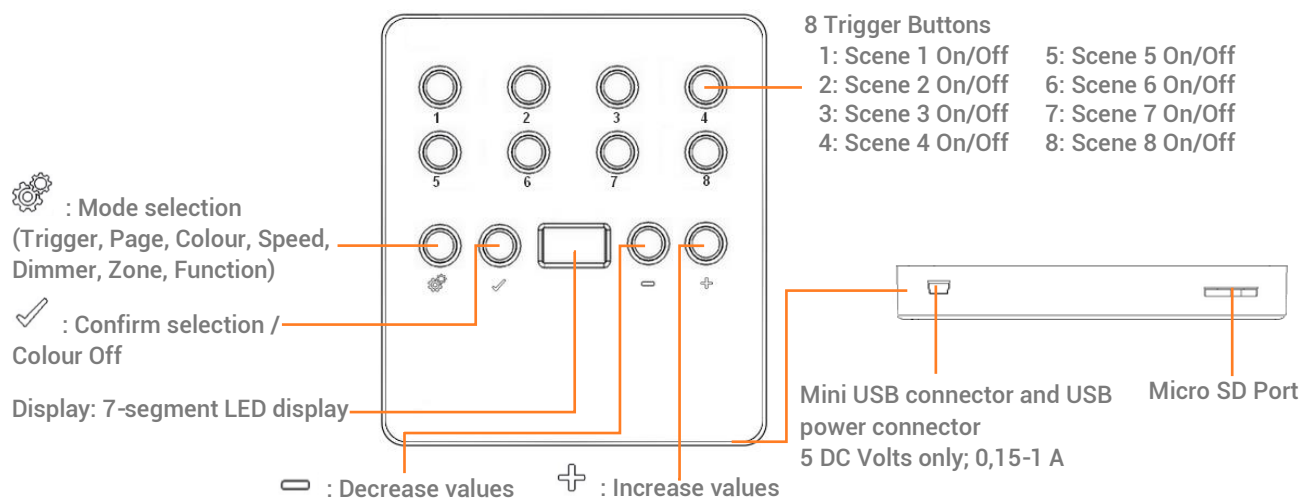 8 Trigger Buttons
1: Scene 1 On/Off 5: Scene 5 On/Off
2: Scene 2 On/Off 6: Scene 6 On/Off
3: Scene 3 On/Off 7: Scene 7 On/Off
4: Scene 4 On/Off 8: Scene 8 On/Off
1 2 3 4
5 6 7 8
: Mode selection
(Trigger, Page, Colour, Speed,
Dimmer, Zone, Function)
: Confirm selection /
Colour Off
Display: 7-segment LED display
: Decrease values
: Increase values
Mini USB connector and USB
power connector
5 DC Volts only; 0,15-1 A
Micro SD Port